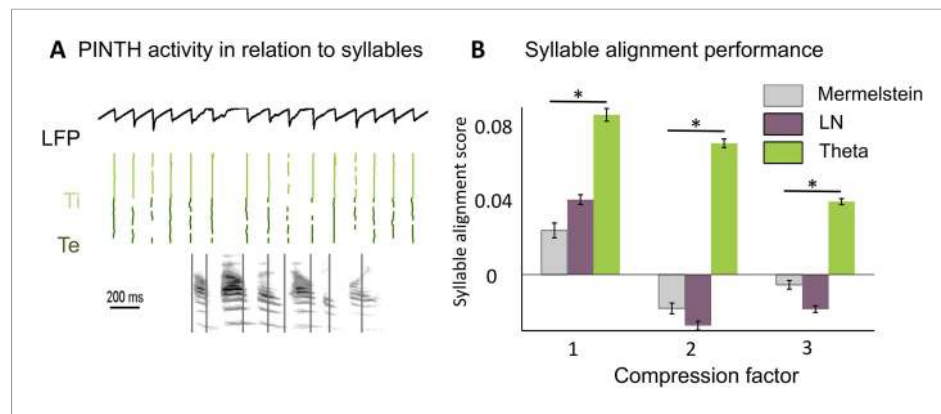 A PINTH activity in relation to syllables
LFP
Ti
Te
200 ms
B Syllable alignment performance
Mermelstein
LN
Theta
*
*
*
Syllable alignment score
0.08
0.04
0
1 2 3
Compression factor